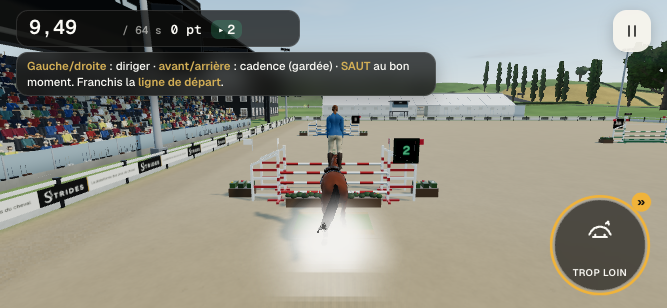 9,49 / 64 s 0 pt ▸2
Gauche/droite : diriger · avant/arrière : cadence (gardée) · SAUT au bon
moment. Franchis la ligne de départ.
2
STRIDES
STRIDES
STRIDES
»
TROP LOIN